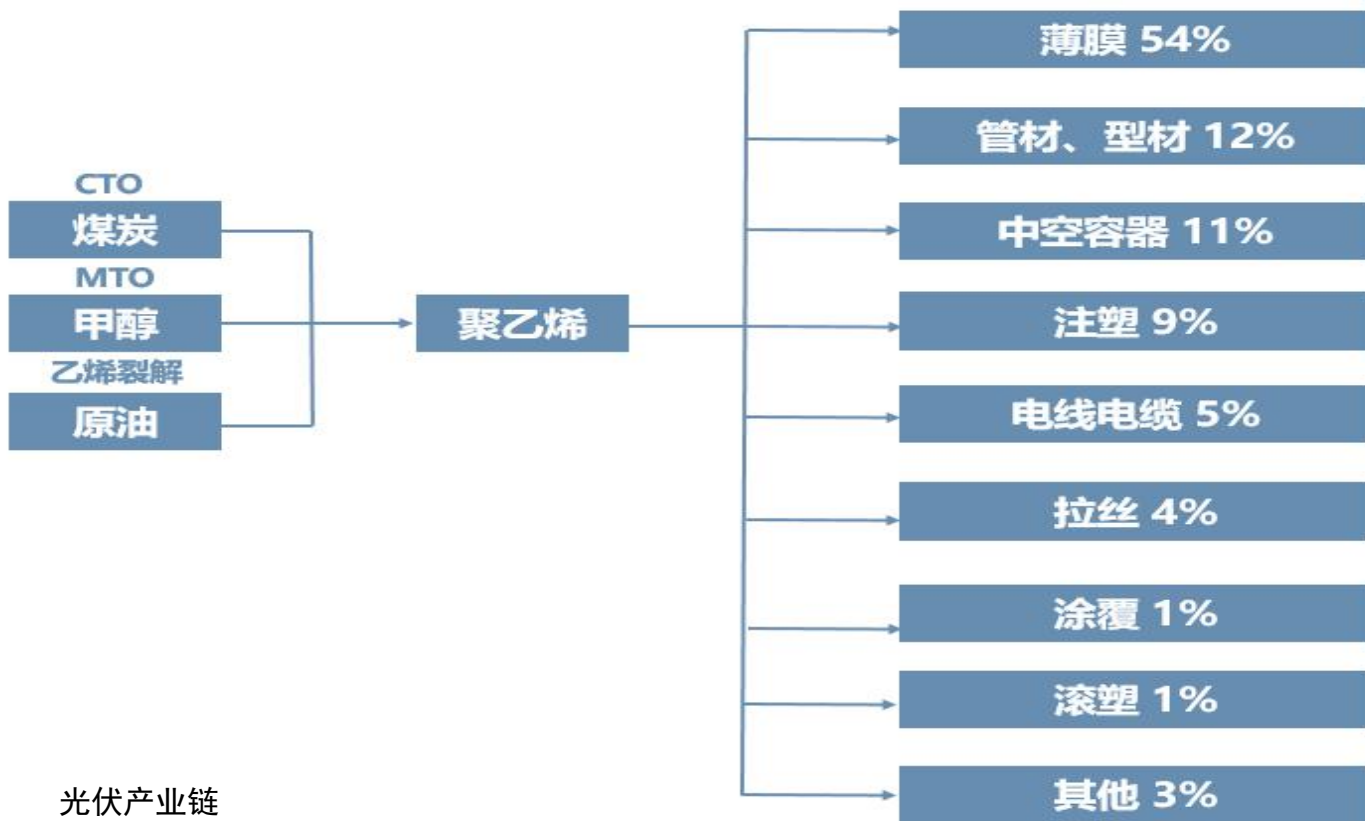 CTO
煤炭
MTO
甲醇
乙烯裂解
原油
聚乙烯
薄膜 54%
管材、型材 12%
中空容器 11%
注塑 9%
电线电缆 5%
拉丝 4%
涂覆 1%
滚塑 1%
其他 3%
光伏产业链